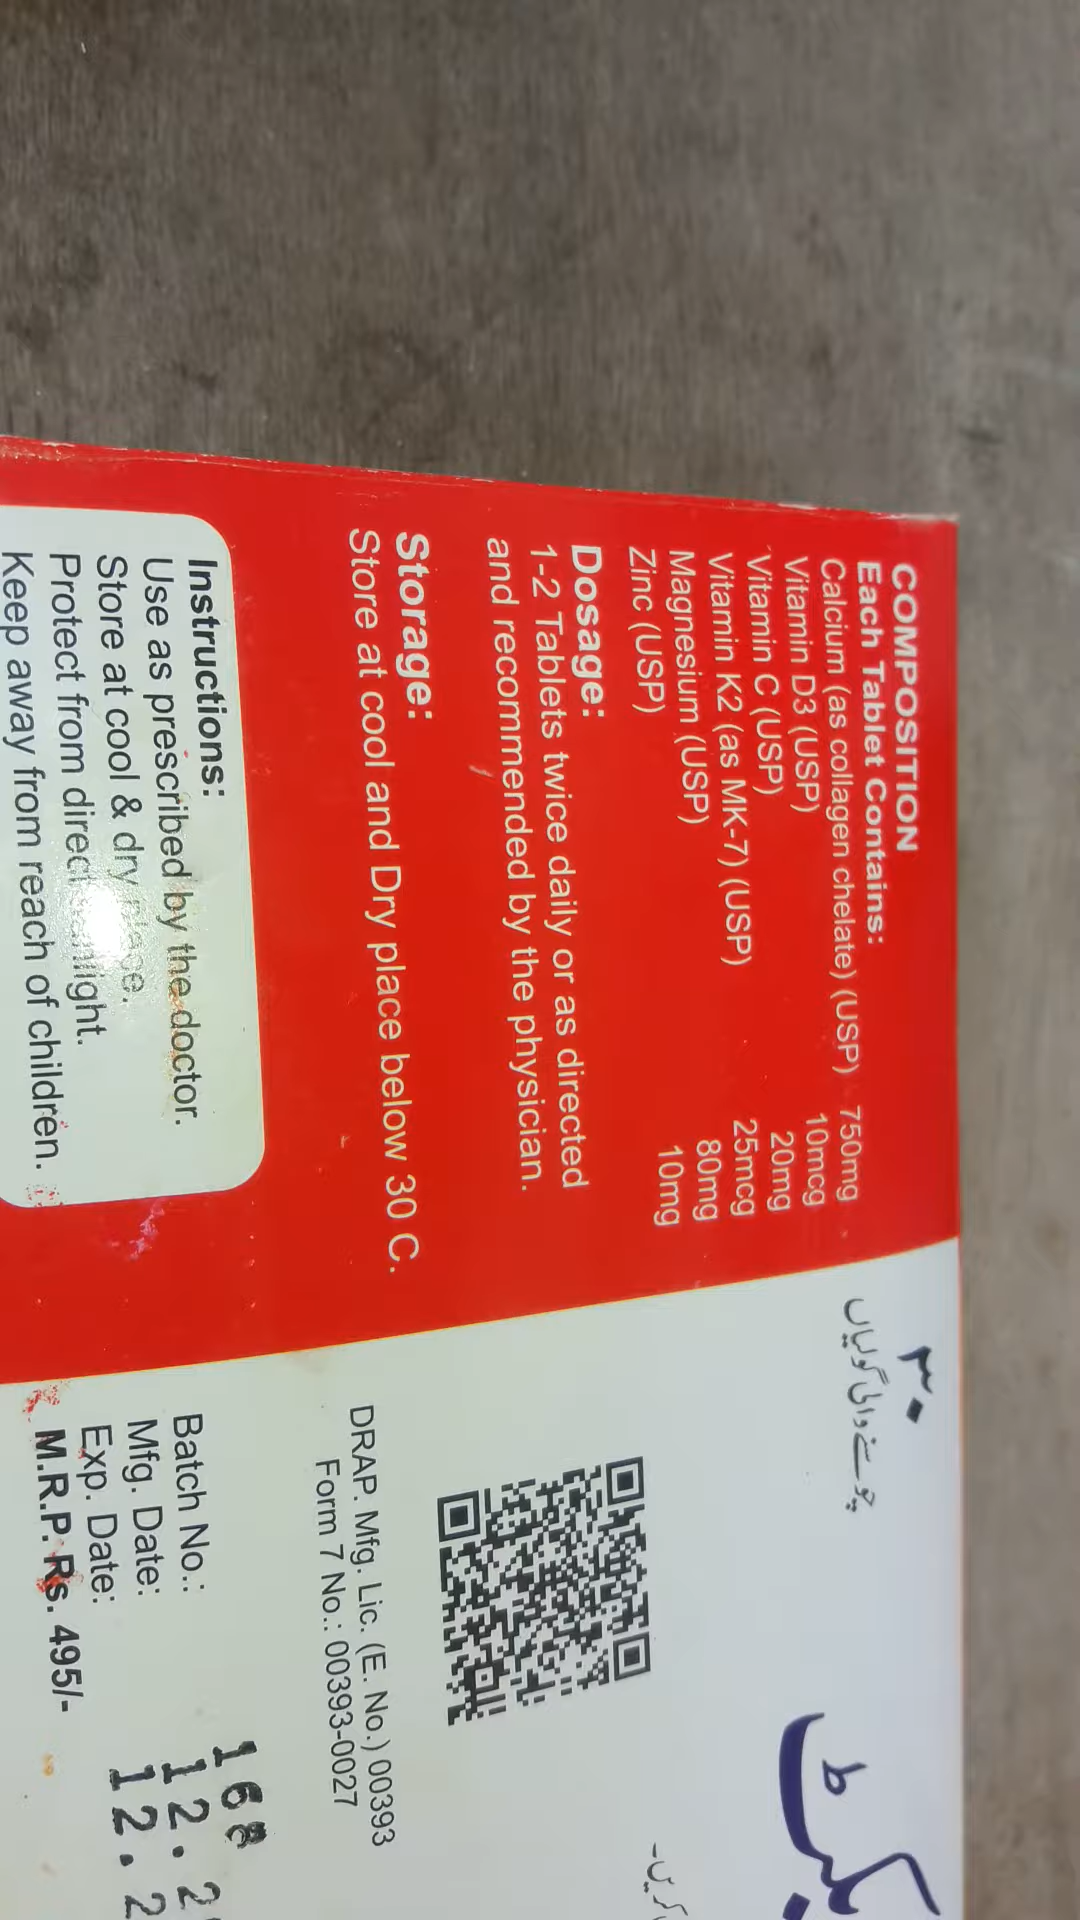 COMPOSITION
Each Tablet Contains:
Calcium (as collagen chelate) (USP) 750mg
Vitamin D3 (USP) 10mcg
Vitamin C (USP) 20mg
Vitamin K2 (as MK-7) (USP) 25mcg
Magnesium (USP) 80mg
Zinc (USP) 10mg
Dosage:
1-2 Tablets twice daily or as directed
and recommended by the physician.
Storage:
Store at cool and Dry place below 30 C.
Instructions:
Use as prescribed by the doctor.
Store at cool & dry place.
Protect from direct sunlight.
Keep away from reach of children.
۳۰
چوسنے والی گولیاں
کریں۔
DRAP. Mfg. Lic. (E. No.) 00393
Form 7 No.: 00393-0027
Batch No.: 168
Mfg. Date: 12.2
Exp. Date: 12.2
M.R.P. Rs. 495/-